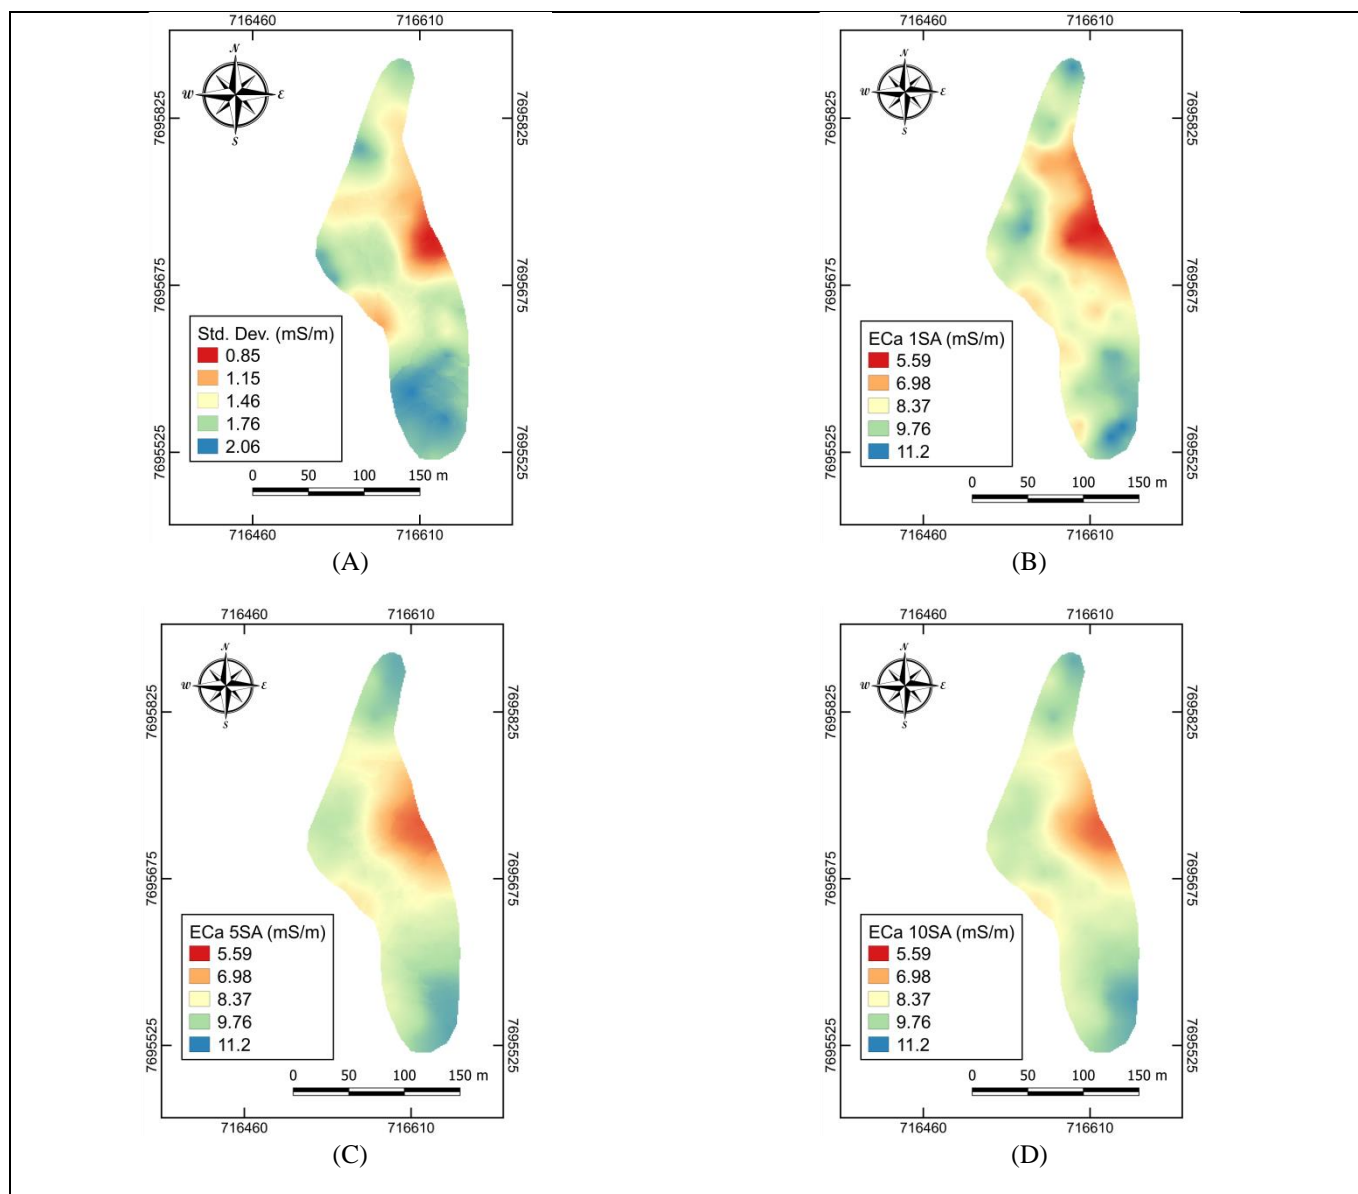 716460 716610
N
W E
S
7695825 7695825
7695675 7695675
7695525 7695525
Std. Dev. (mS/m)
0.85
1.15
1.46
1.76
2.06
0 50 100 150 m
716460 716610
(A)
716460 716610
N
W E
S
7695825 7695825
7695675 7695675
7695525 7695525
ECa 1SA (mS/m)
5.59
6.98
8.37
9.76
11.2
0 50 100 150 m
716460 716610
(B)
716460 716610
N
W E
S
7695825 7695825
7695675 7695675
7695525 7695525
ECa 5SA (mS/m)
5.59
6.98
8.37
9.76
11.2
0 50 100 150 m
716460 716610
(C)
716460 716610
N
W E
S
7695825 7695825
7695675 7695675
7695525 7695525
ECa 10SA (mS/m)
5.59
6.98
8.37
9.76
11.2
0 50 100 150 m
716460 716610
(D)